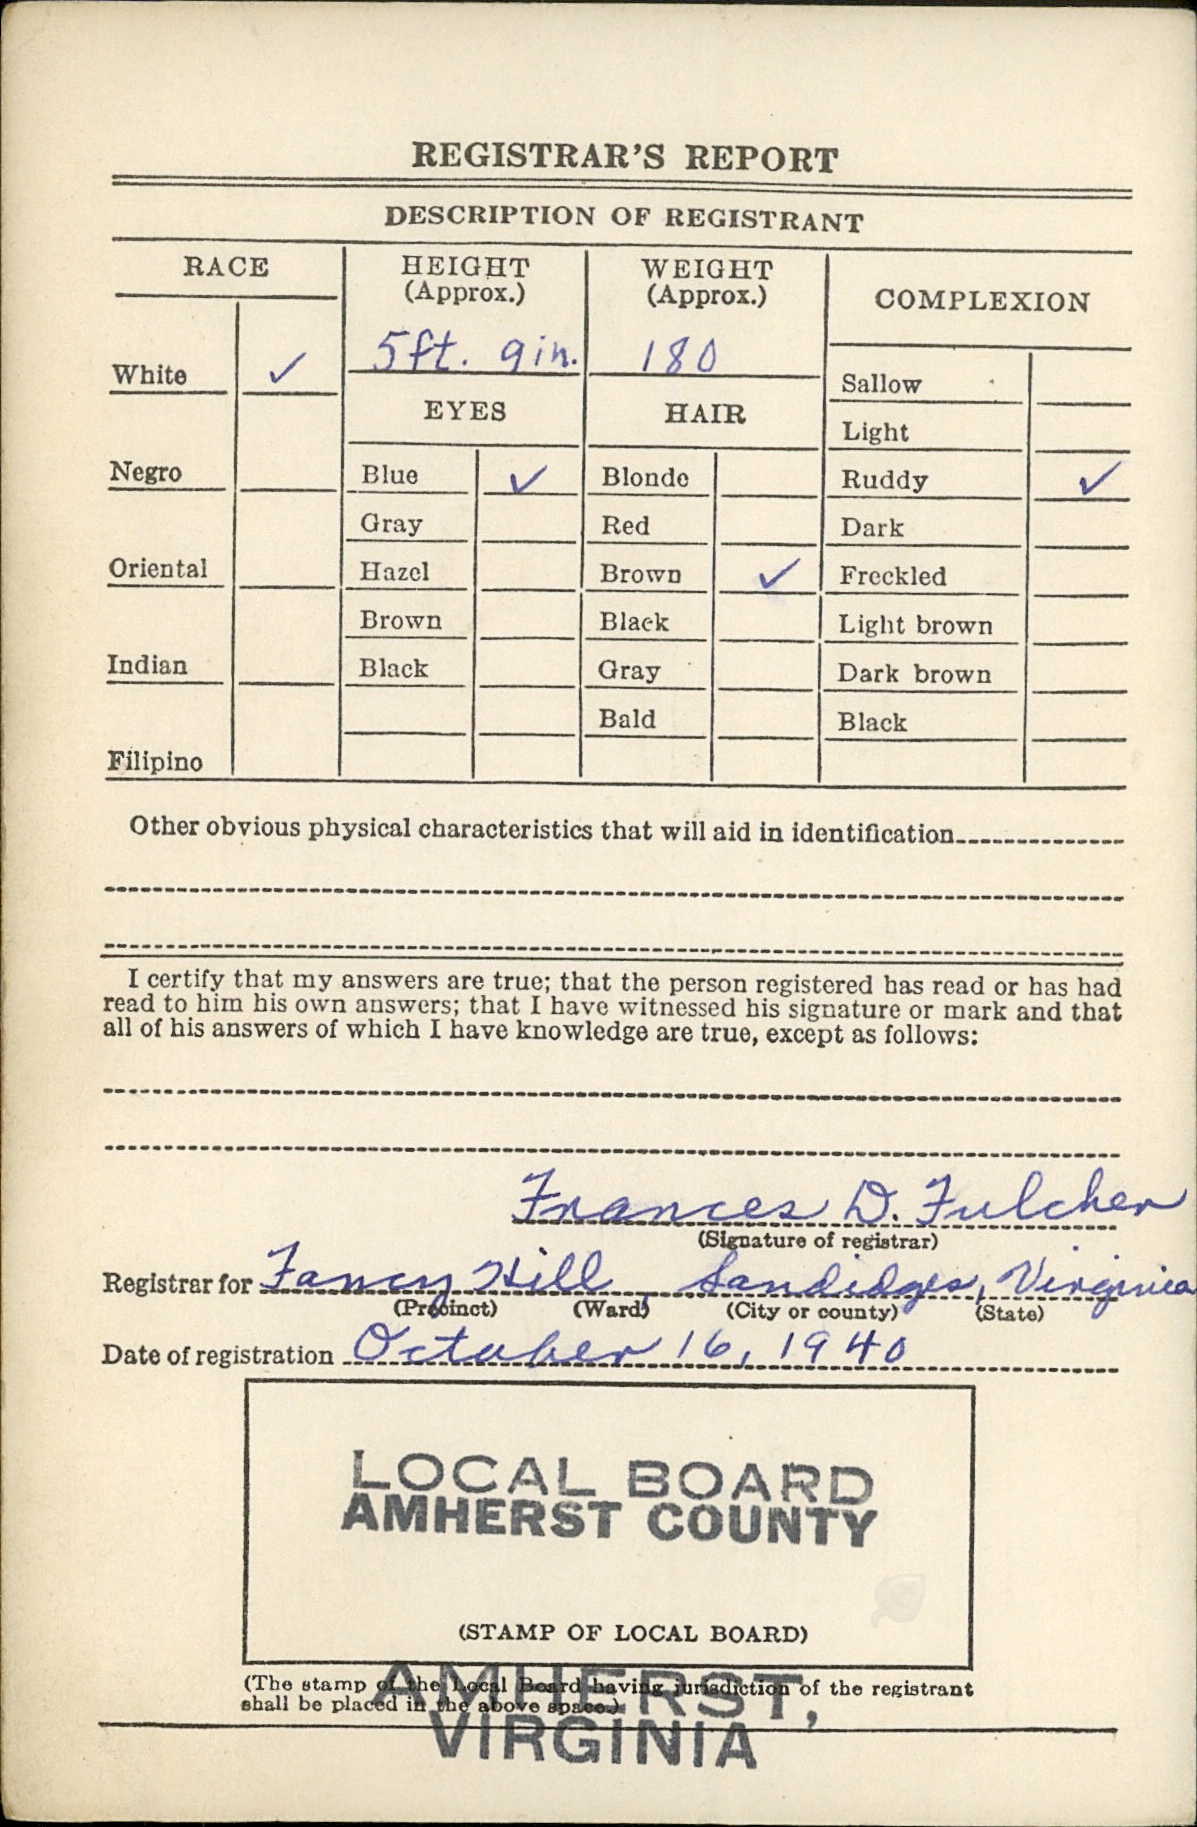 REGISTRAR'S REPORT
DESCRIPTION OF REGISTRANT
RACE
HEIGHT
(Approx.)
WEIGHT
(Approx.)
COMPLEXION
5 ft. 9 in.
180
White ✓
Sallow
EYES
HAIR
Light
Negro
Blue ✓
Blonde
Ruddy ✓
Gray
Red
Dark
Oriental
Hazel
Brown ✓
Freckled
Brown
Black
Light brown
Indian
Black
Gray
Dark brown
Bald
Black
Filipino
Other obvious physical characteristics that will aid in identification
I certify that my answers are true; that the person registered has read or has had
read to him his own answers; that I have witnessed his signature or mark and that
all of his answers of which I have knowledge are true, except as follows:
Frances D. Fulcher
(Signature of registrar)
Registrar for Fancy Hill, Sandidges, Virginia
(Precinct) (Ward) (City or county) (State)
Date of registration October 16, 1940
LOCAL BOARD
AMHERST COUNTY
(STAMP OF LOCAL BOARD)
AMHERST,
(The stamp of the Local Board having jurisdiction of the registrant
shall be placed in the above space.)
VIRGINIA